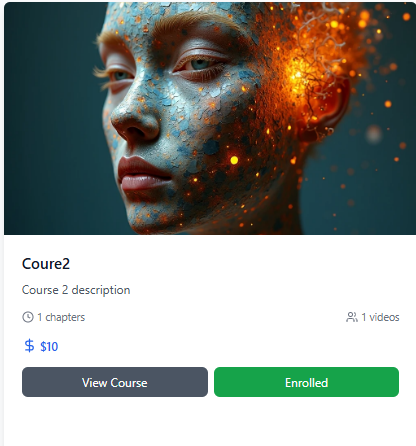 Coure2
Course 2 description
1 chapters 1 videos
$ $10
View Course Enrolled